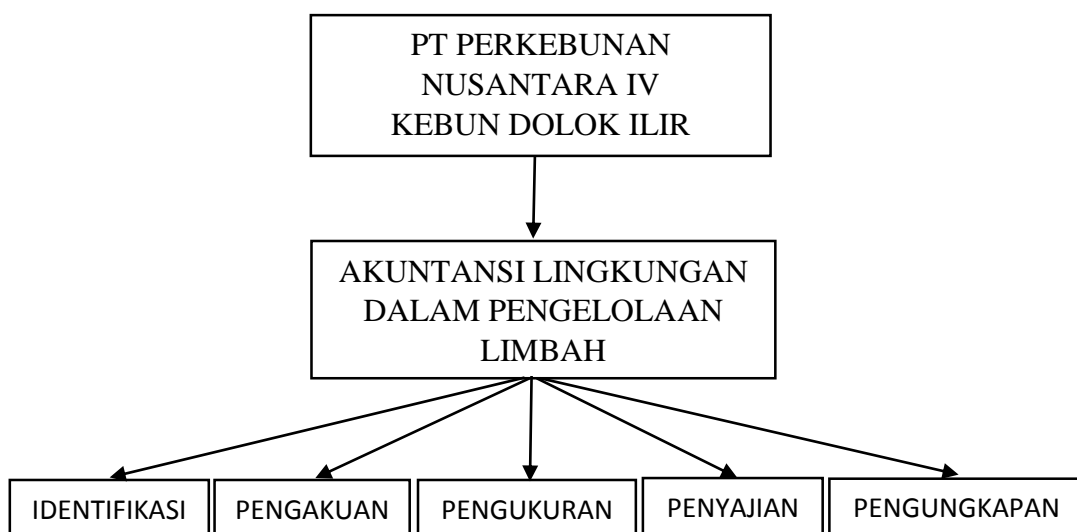 PT PERKEBUNAN
NUSANTARA IV
KEBUN DOLOK ILIR
AKUNTANSI LINGKUNGAN
DALAM PENGELOLAAN
LIMBAH
IDENTIFIKASI
PENGAKUAN
PENGUKURAN
PENYAJIAN
PENGUNGKAPAN